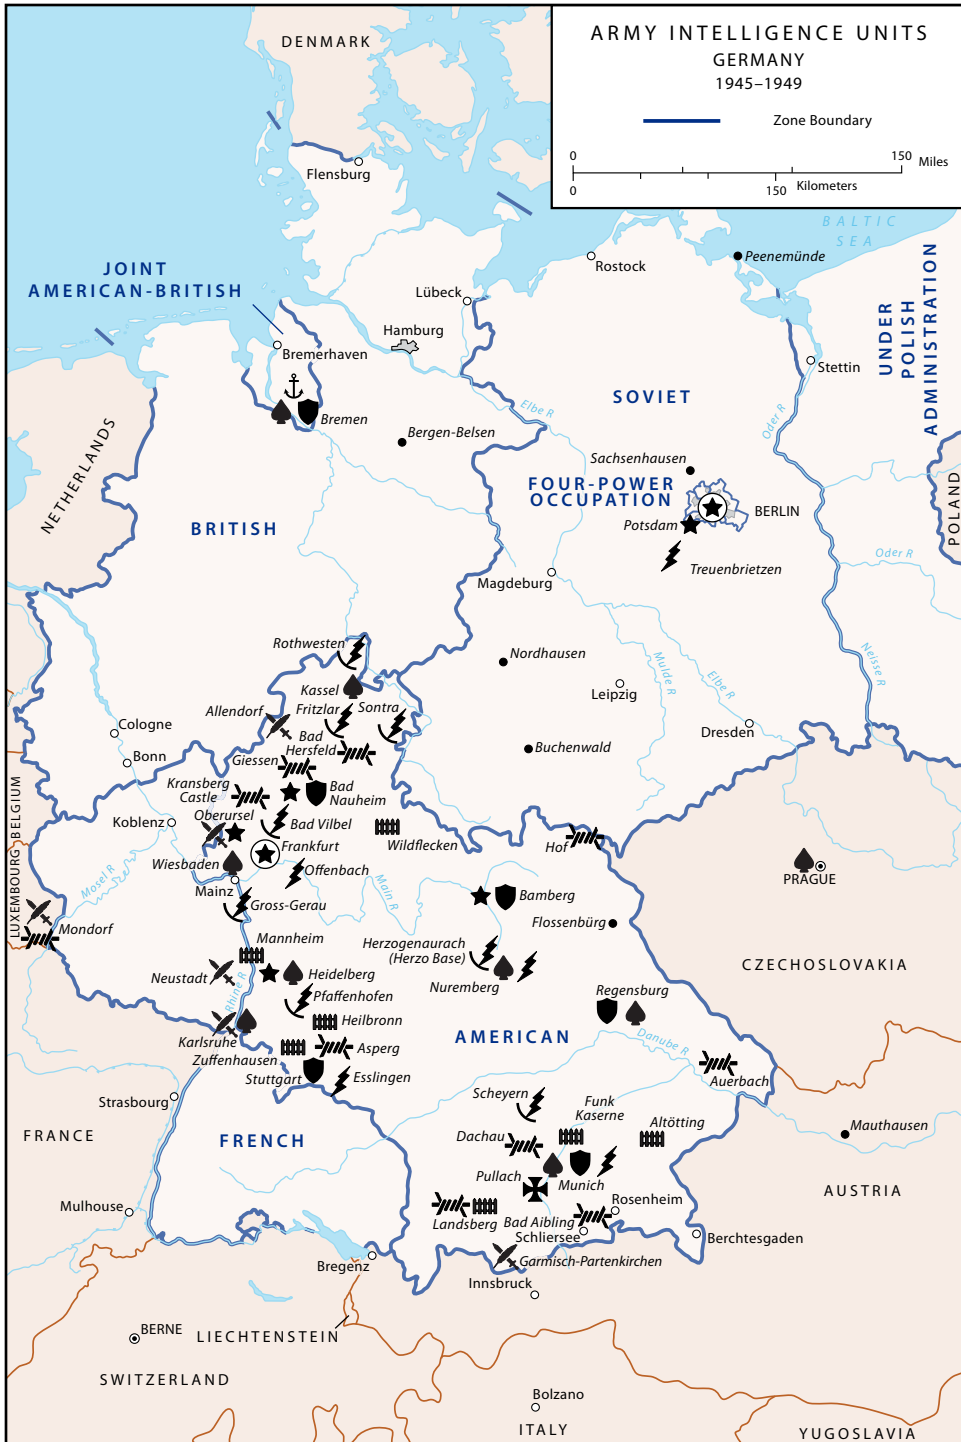 ARMY INTELLIGENCE UNITS
GERMANY
1945–1949
Zone Boundary
0
150
Miles
0
150
Kilometers
DENMARK
Flensburg
BALTIC
SEA
JOINT
AMERICAN-BRITISH
Rostock
Peenemünde
UNDER
POLISH
ADMINISTRATION
Lübeck
Hamburg
Bremerhaven
Stettin
SOVIET
Elbe R
Oder R
Bremen
Bergen-Belsen
NETHERLANDS
Sachsenhausen
FOUR-POWER
OCCUPATION
BERLIN
POLAND
BRITISH
Potsdam
Treuenbrietzen
Oder R
Magdeburg
Rothwesten
Nordhausen
Mulde R
Elbe R
Neisse R
Kassel
Leipzig
Allendorf
Fritzlar
Sontra
Cologne
Dresden
Bad
Hersfeld
Buchenwald
Bonn
Giessen
BELGIUM
Kransberg
Castle
Bad
Nauheim
Koblenz
Oberursel
Bad Vilbel
Wildflecken
Hof
Frankfurt
Wiesbaden
Offenbach
PRAGUE
Mosel R
Mainz
Main R
LUXEMBOURG
Gross-Gerau
Bamberg
Flossenbürg
Mondorf
Mannheim
Herzogenaurach
(Herzo Base)
CZECHOSLOVAKIA
Neustadt
Heidelberg
Nuremberg
Rhine R
Pfaffenhofen
Regensburg
Heilbronn
Karlsruhe
AMERICAN
Danube R
Zuffenhausen
Asperg
Stuttgart
Esslingen
Auerbach
Strasbourg
Scheyern
Funk
Kaserne
Altötting
FRANCE
FRENCH
Dachau
Mauthausen
Pullach
Munich
AUSTRIA
Mulhouse
Landsberg
Bad Aibling
Rosenheim
Schliersee
Berchtesgaden
Bregenz
Garmisch-Partenkirchen
Innsbruck
BERNE
LIECHTENSTEIN
SWITZERLAND
Bolzano
ITALY
YUGOSLAVIA